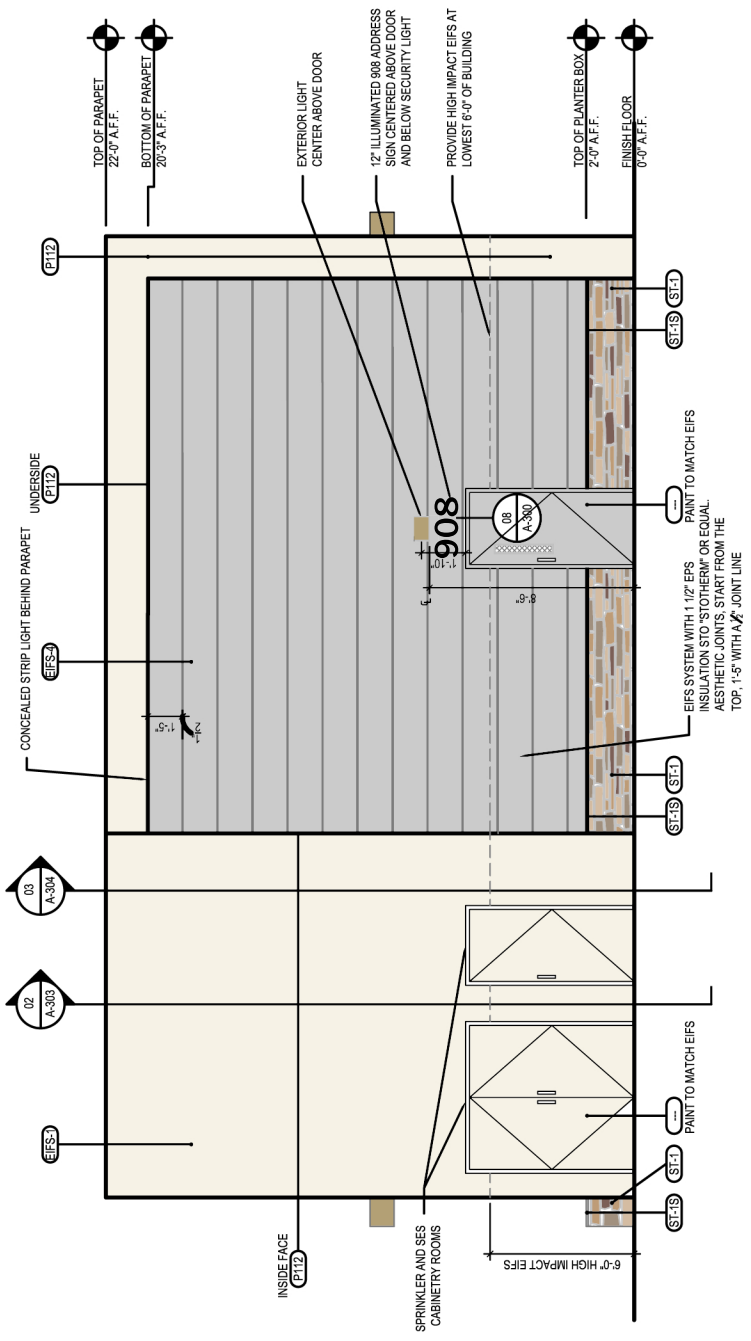 TOP OF PARAPET
22'-0" A.F.F.
BOTTOM OF PARAPET
20'-3" A.F.F.
EXTERIOR LIGHT
CENTER ABOVE DOOR
12" ILLUMINATED 908 ADDRESS
SIGN CENTERED ABOVE DOOR
AND BELOW SECURITY LIGHT
PROVIDE HIGH IMPACT EIFS AT
LOWEST 6'-0" OF BUILDING
TOP OF PLANTER BOX
2'-0" A.F.F.
FINISH FLOOR
0'-0" A.F.F.
P112
UNDERSIDE
P112
CONCEALED STRIP LIGHT BEHIND PARAPET
EIFS-4
03
A-304
02
A-303
EIFS-1
INSIDE FACE
P112
SPRINKLER AND SES
CABINETRY ROOMS
1'-5"
1/2"
908
1'-10"
8'-6"
08
A-300
6'-0" HIGH IMPACT EIFS
ST-1S
ST-1
---
PAINT TO MATCH EIFS
ST-1S
ST-1
EIFS SYSTEM WITH 1 1/2" EPS
INSULATION STO "STOTHERM" OR EQUAL.
AESTHETIC JOINTS, START FROM THE
TOP, 1'-5" WITH A 1/2" JOINT LINE
---
PAINT TO MATCH EIFS
ST-1S
ST-1